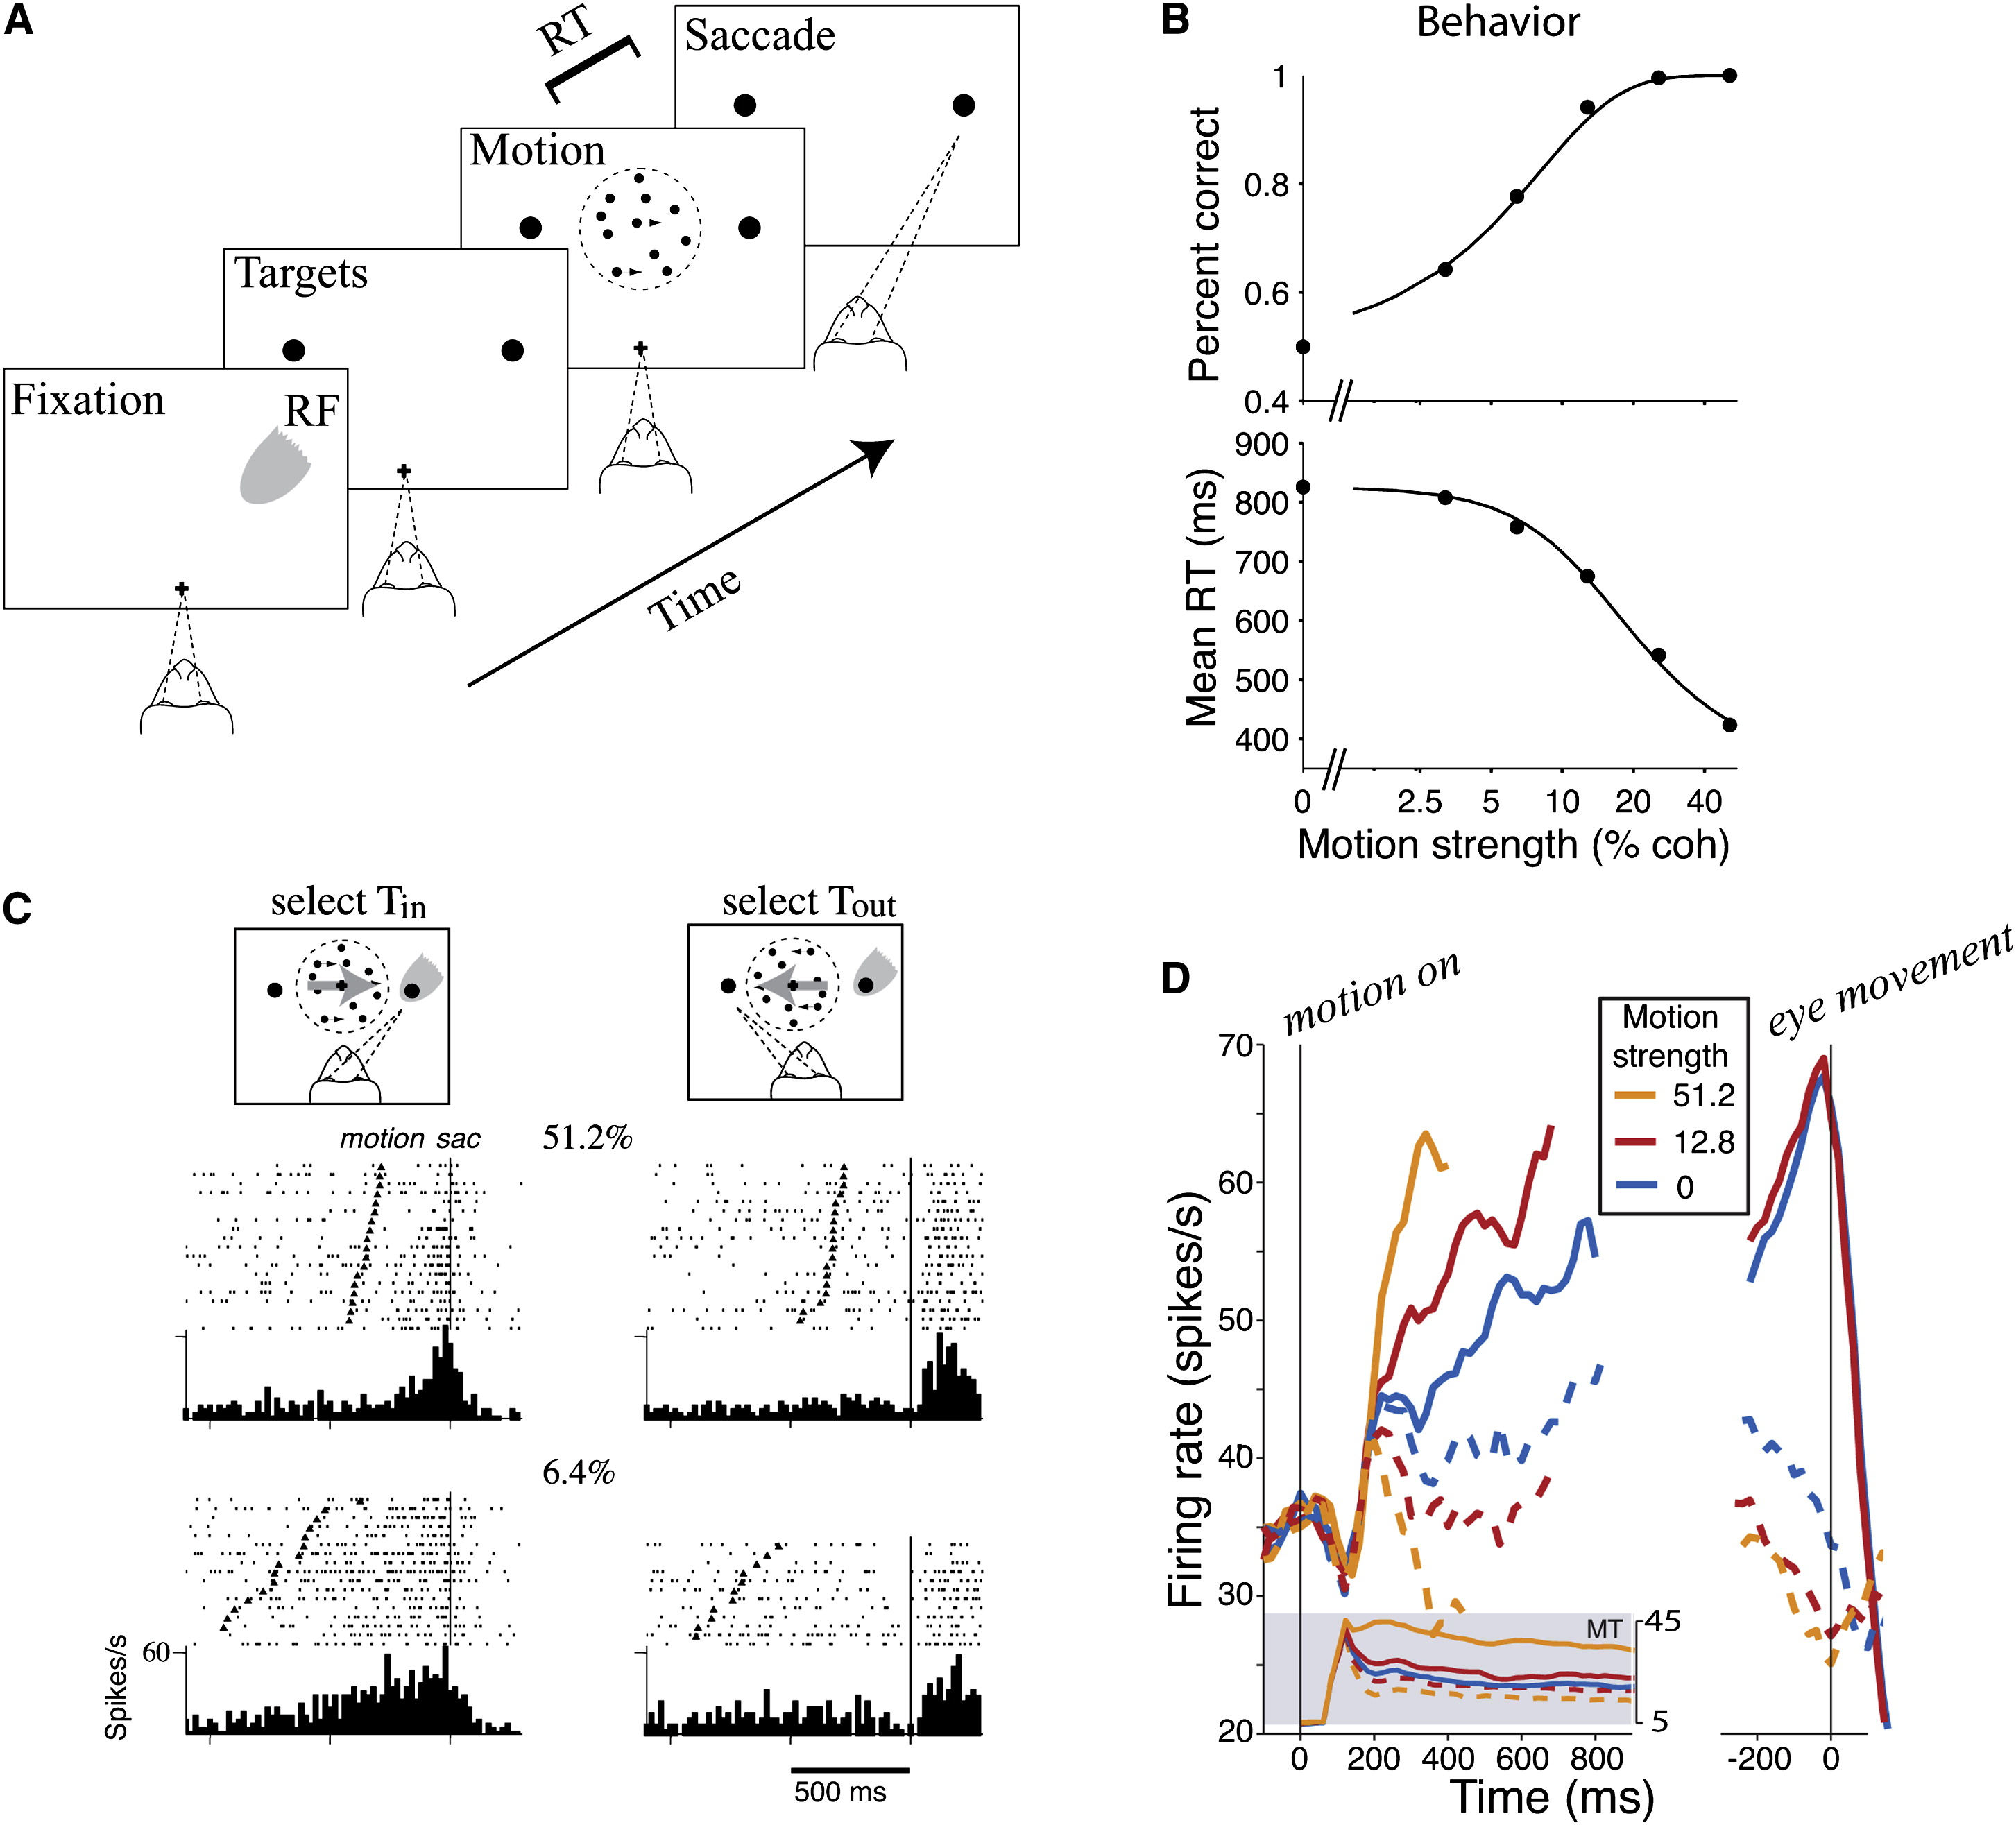 A
RT
Saccade
Motion
Targets
Fixation
RF
Time
B
Behavior
Percent correct
1
0.8
0.6
0.4
Mean RT (ms)
900
800
700
600
500
400
0 2.5 5 10 20 40
Motion strength (% coh)
C
select Tin
select Tout
motion sac
51.2%
6.4%
Spikes/s
60
500 ms
D
motion on
eye movement
Motion
strength
51.2
12.8
0
Firing rate (spikes/s)
70
60
50
40
30
20
MT
45
5
0 200 400 600 800
-200 0
Time (ms)